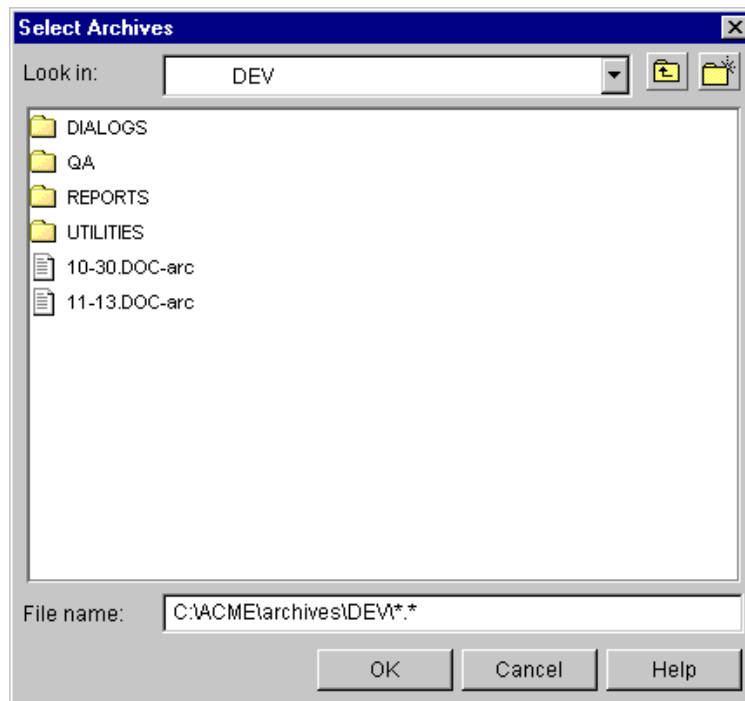 Select Archives
Look in: DEV
DIALOGS
QA
REPORTS
UTILITIES
10-30.DOC-arc
11-13.DOC-arc
File name: C:\ACME\archives\DEV\*.*
OK Cancel Help